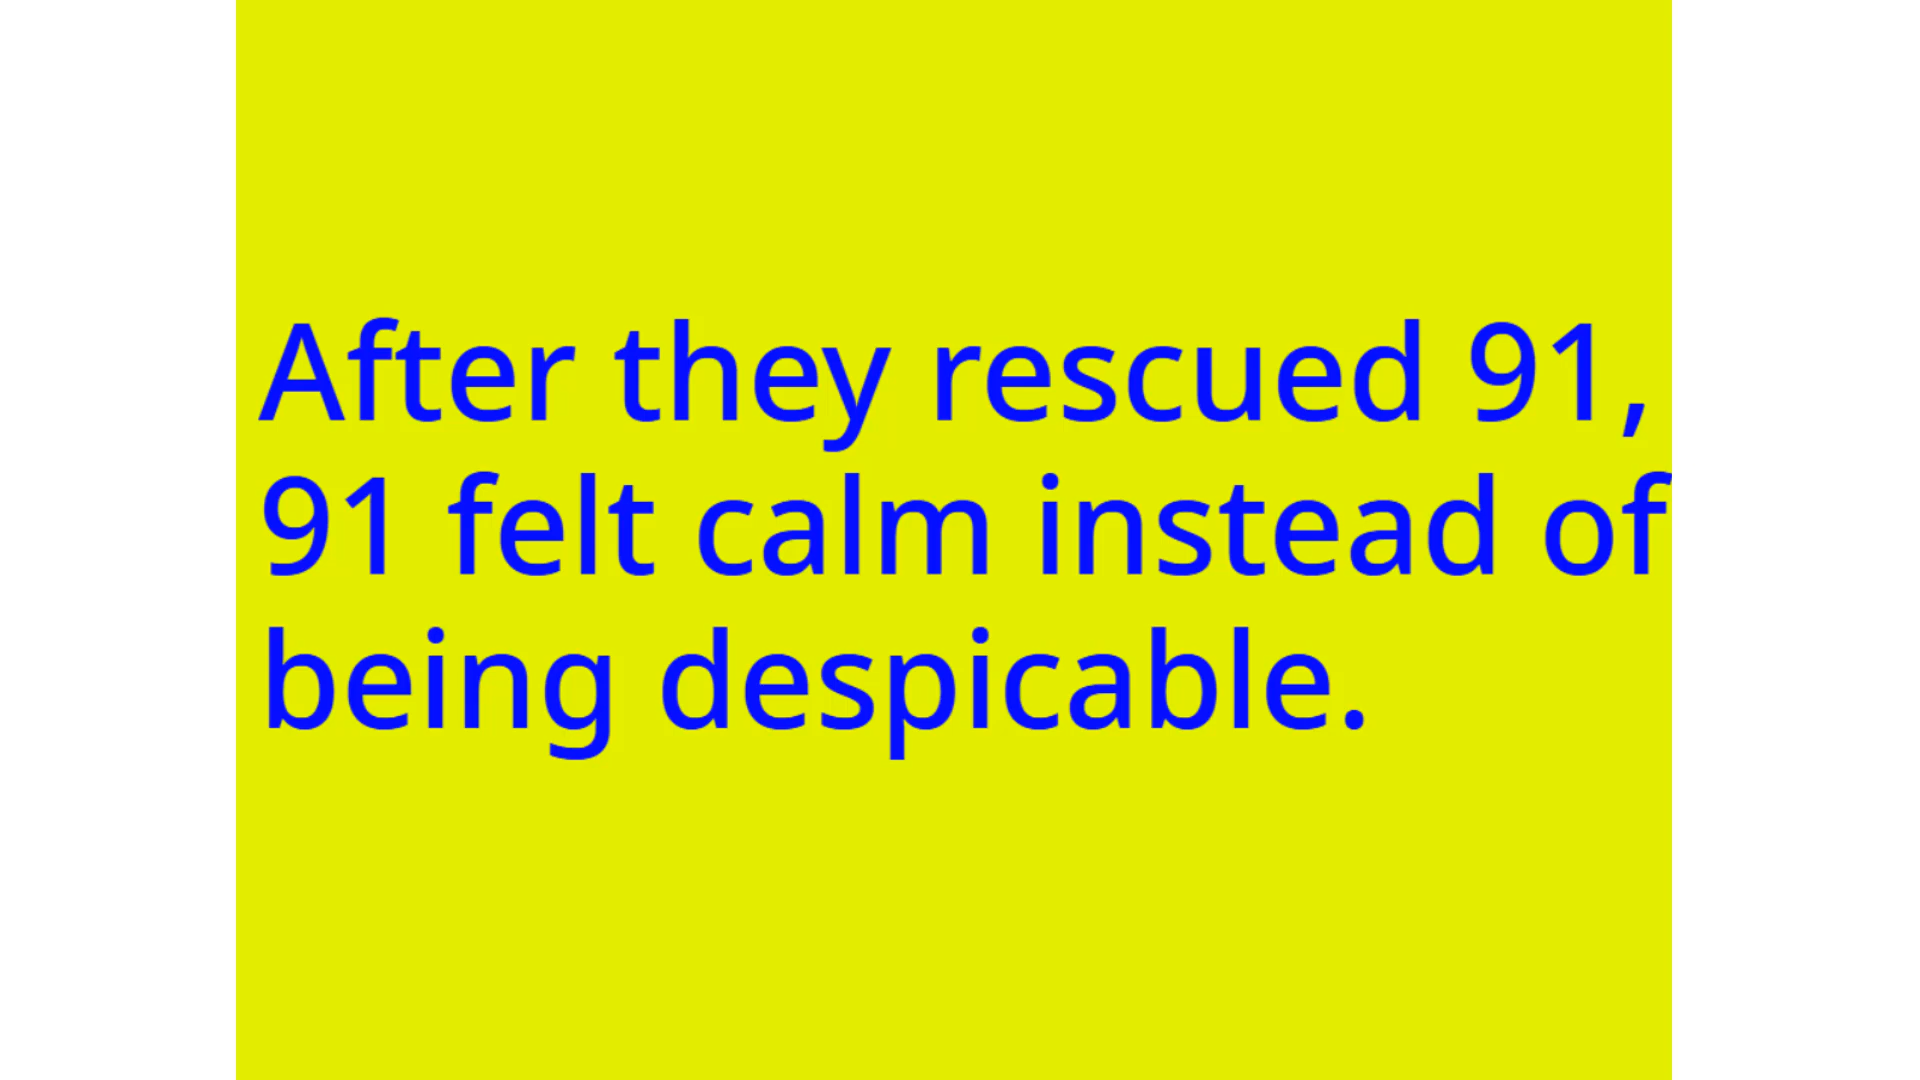 After they rescued 91,
91 felt calm instead of
being despicable.